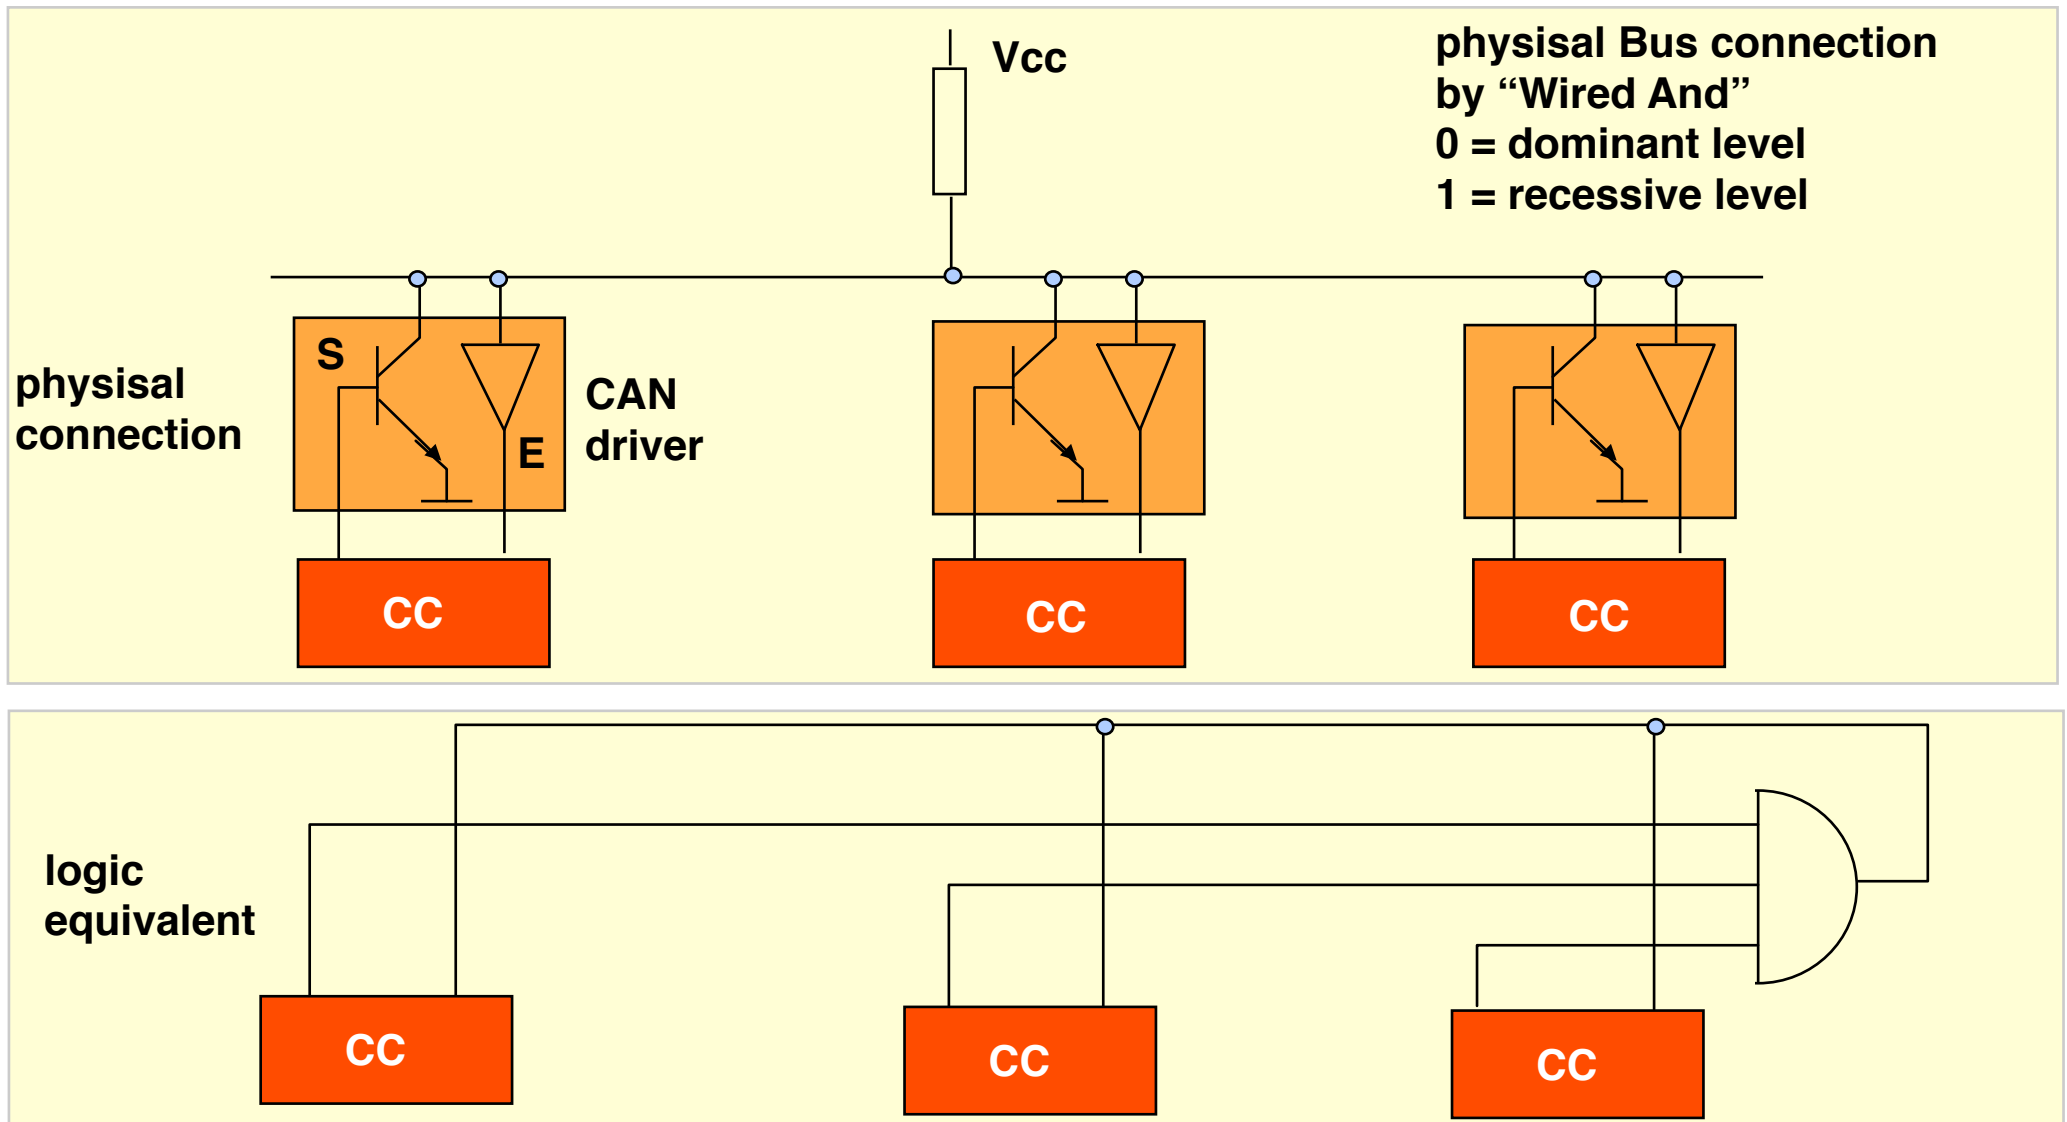 Vcc
physisal Bus connection
by “Wired And”
0 = dominant level
1 = recessive level
physisal
connection
S
E
CAN
driver
CC
CC
CC
logic
equivalent
CC
CC
CC